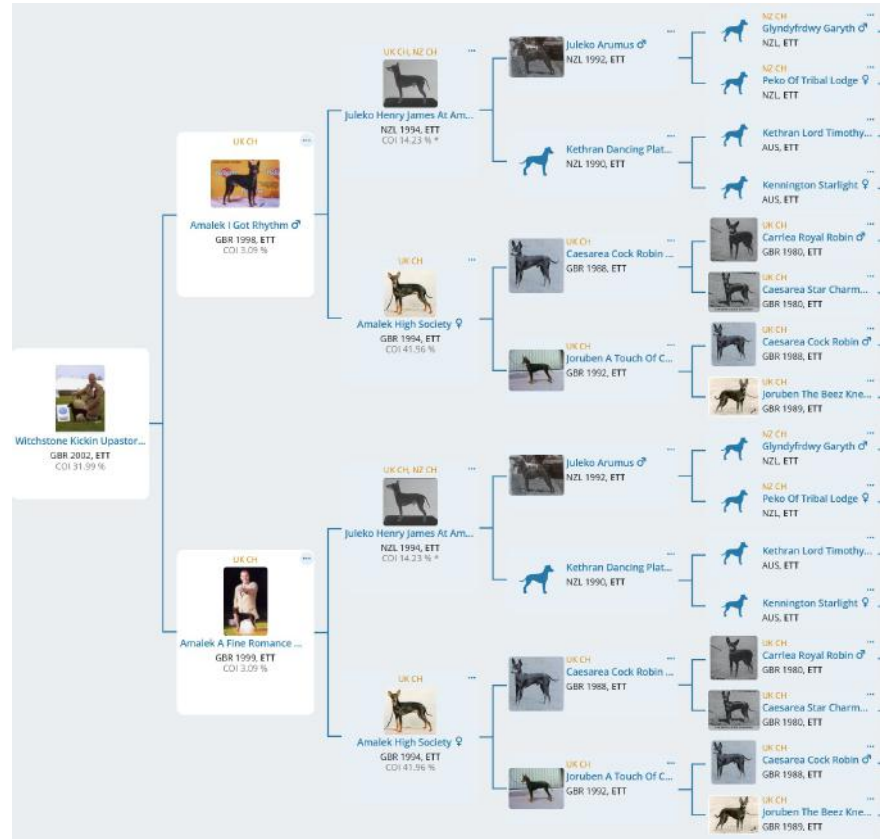 Witchstone Kickin Upastor...
GBR 2002, ETT
COI 31.99 %
UK CH
Amalek I Got Rhythm ♂
GBR 1998, ETT
COI 3.09 %
UK CH
Amalek A Fine Romance ...
GBR 1999, ETT
COI 3.09 %
UK CH, NZ CH
Juleko Henry James At Am...
NZL 1994, ETT
COI 14.23 % *
UK CH
Amalek High Society ♀
GBR 1994, ETT
COI 41.96 %
UK CH, NZ CH
Juleko Henry James At Am...
NZL 1994, ETT
COI 14.23 % *
UK CH
Amalek High Society ♀
GBR 1994, ETT
COI 41.96 %
Juleko Arumus ♂
NZL 1992, ETT
Kethran Dancing Plat...
NZL 1990, ETT
UK CH
Caesarea Cock Robin ...
GBR 1988, ETT
UK CH
Joruben A Touch Of C...
GBR 1992, ETT
Juleko Arumus ♂
NZL 1992, ETT
Kethran Dancing Plat...
NZL 1990, ETT
UK CH
Caesarea Cock Robin ...
GBR 1988, ETT
UK CH
Joruben A Touch Of C...
GBR 1992, ETT
NZ CH
Glyndyfrdwy Garyth ♂
NZL, ETT
NZ CH
Peko Of Tribal Lodge ♀
NZL, ETT
Kethran Lord Timothy...
AUS, ETT
Kennington Starlight ♀
AUS, ETT
UK CH
Carrlea Royal Robin ♂
GBR 1980, ETT
UK CH
Caesarea Star Charm...
GBR 1980, ETT
UK CH
Caesarea Cock Robin ♂
GBR 1988, ETT
UK CH
Joruben The Beez Kne...
GBR 1989, ETT
NZ CH
Glyndyfrdwy Garyth ♂
NZL, ETT
NZ CH
Peko Of Tribal Lodge ♀
NZL, ETT
Kethran Lord Timothy...
AUS, ETT
Kennington Starlight ♀
AUS, ETT
UK CH
Carrlea Royal Robin ♂
GBR 1980, ETT
UK CH
Caesarea Star Charm...
GBR 1980, ETT
UK CH
Caesarea Cock Robin ♂
GBR 1988, ETT
UK CH
Joruben The Beez Kne...
GBR 1989, ETT